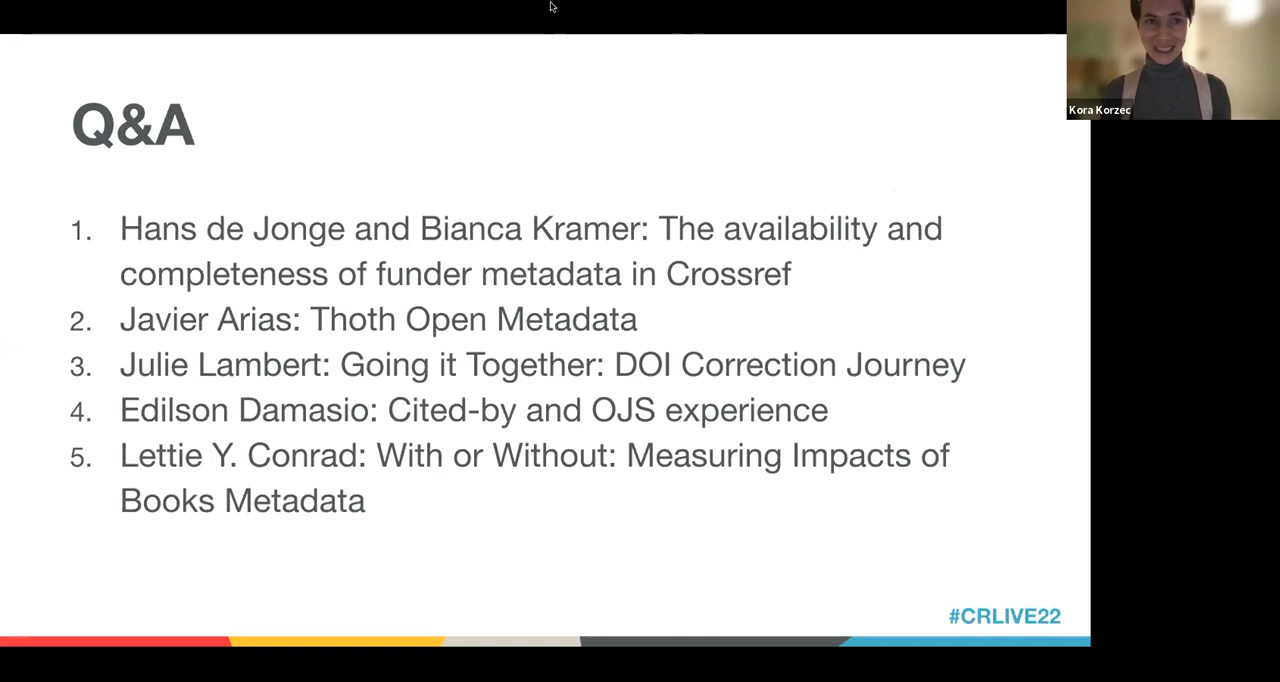 Kora Korzec
Q&A
1. Hans de Jonge and Bianca Kramer: The availability and
completeness of funder metadata in Crossref
2. Javier Arias: Thoth Open Metadata
3. Julie Lambert: Going it Together: DOI Correction Journey
4. Edilson Damasio: Cited-by and OJS experience
5. Lettie Y. Conrad: With or Without: Measuring Impacts of
Books Metadata
#CRLIVE22